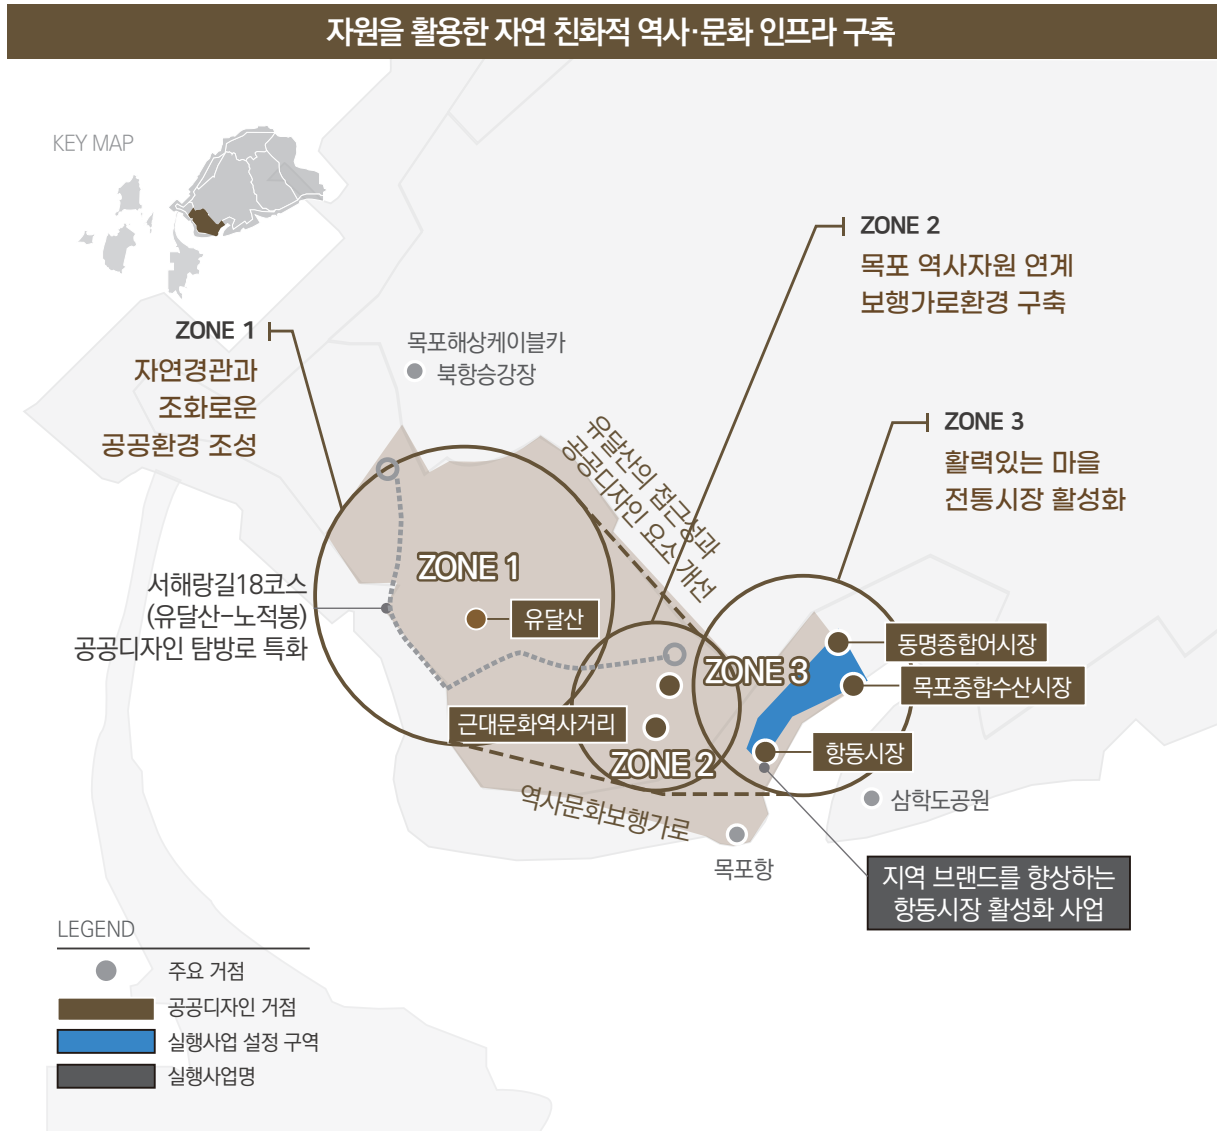 자원을 활용한 자연 친화적 역사·문화 인프라 구축
KEY MAP
ZONE 1
자연경관과
조화로운
공공환경 조성
ZONE 2
목포 역사자원 연계
보행가로환경 구축
ZONE 3
활력있는 마을
전통시장 활성화
목포해상케이블카
북항승강장
유달산의 접근성과
공공디자인 요소 개선
서해랑길18코스
(유달산-노적봉)
공공디자인 탐방로 특화
ZONE 1
유달산
근대문화역사거리
ZONE 2
ZONE 3
동명종합어시장
목포종합수산시장
항동시장
역사문화보행가로
삼학도공원
목포항
지역 브랜드를 향상하는
항동시장 활성화 사업
LEGEND
주요 거점
공공디자인 거점
실행사업 설정 구역
실행사업명